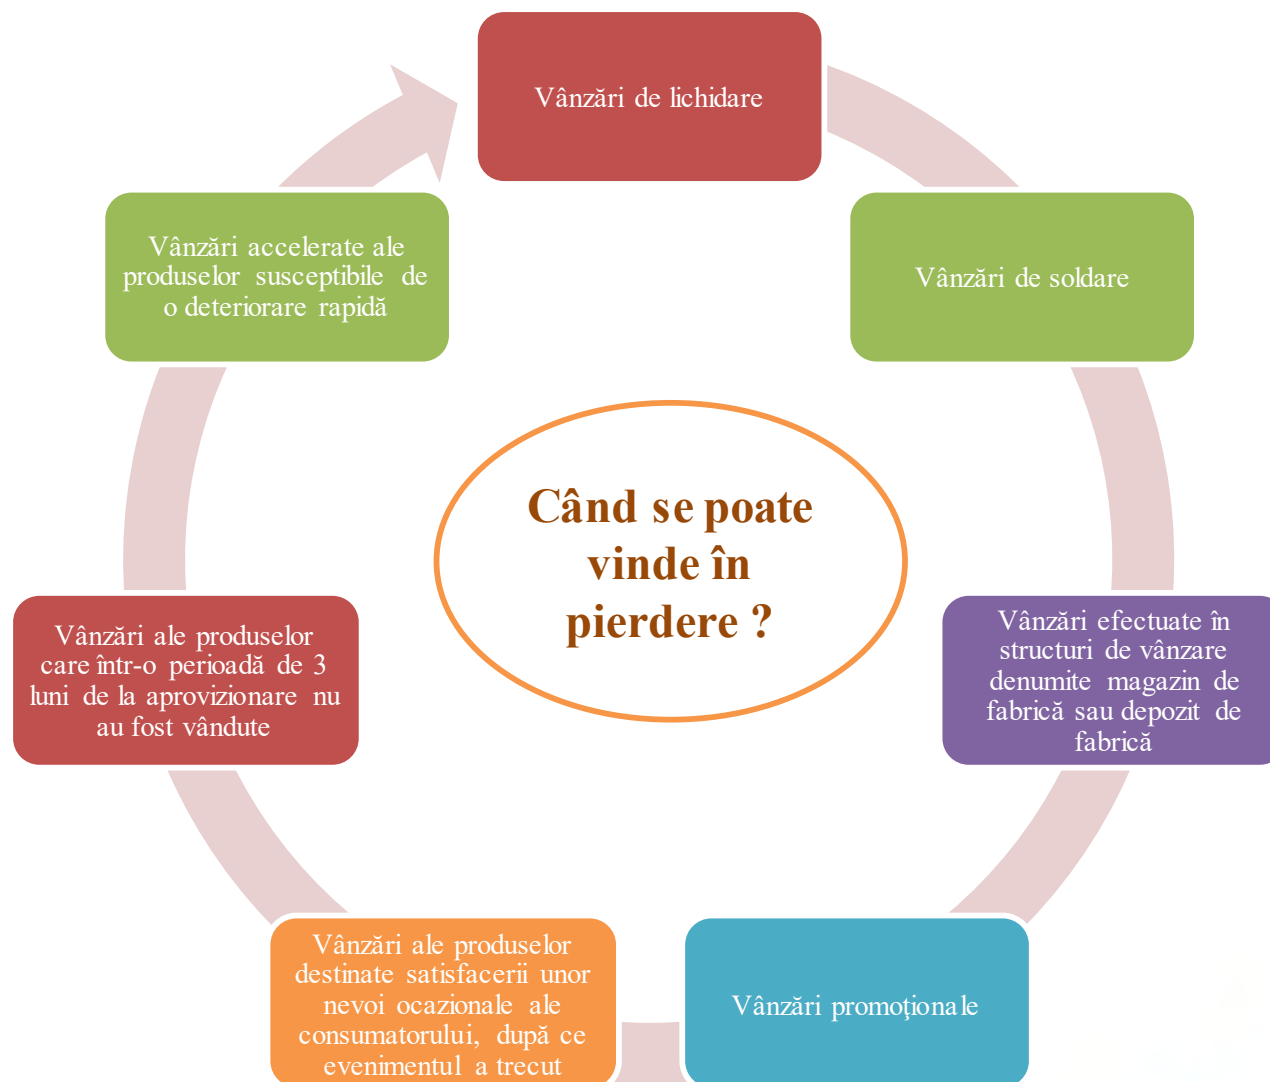 Vânzări de lichidare
Vânzări de soldare
Vânzări efectuate în
structuri de vânzare
denumite magazin de
fabrică sau depozit de
fabrică
Vânzări promoţionale
Vânzări ale produselor
destinate satisfacerii unor
nevoi ocazionale ale
consumatorului, după ce
evenimentul a trecut
Vânzări ale produselor
care într-o perioadă de 3
luni de la aprovizionare nu
au fost vândute
Vânzări accelerate ale
produselor susceptibile de
o deteriorare rapidă
Când se poate
vinde în
pierdere ?